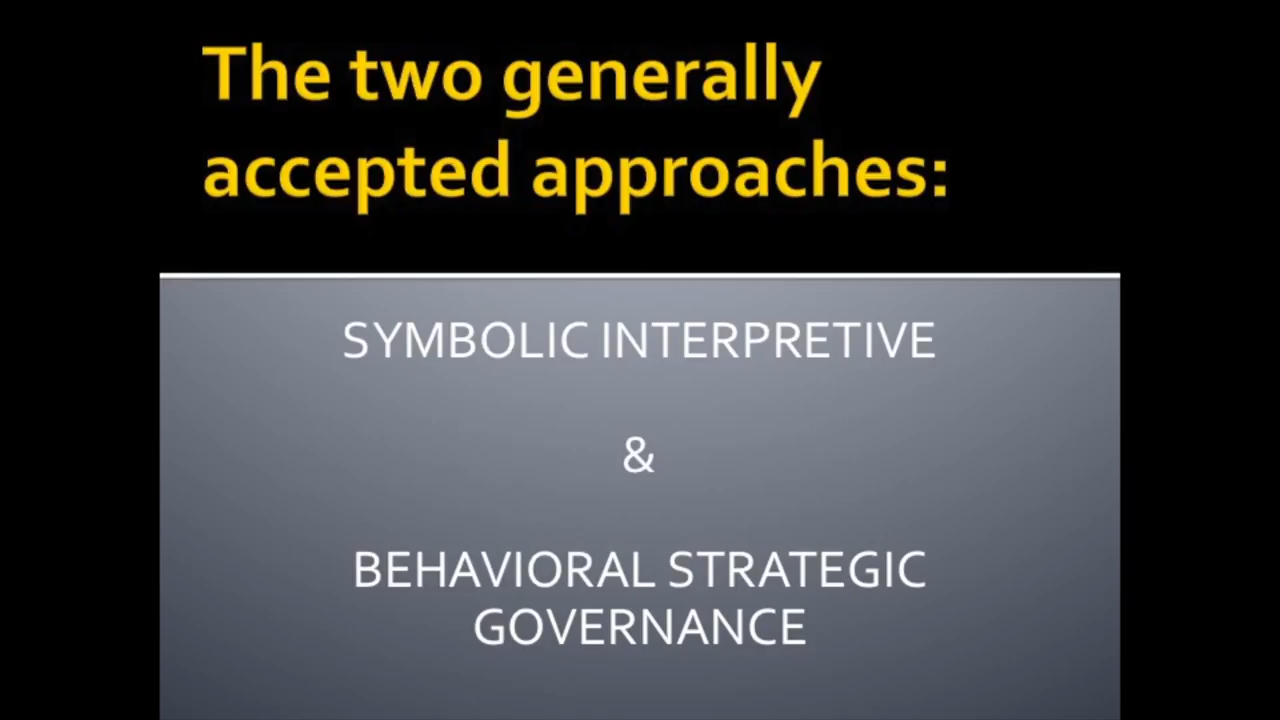 The two generally
accepted approaches:
SYMBOLIC INTERPRETIVE
&
BEHAVIORAL STRATEGIC
GOVERNANCE